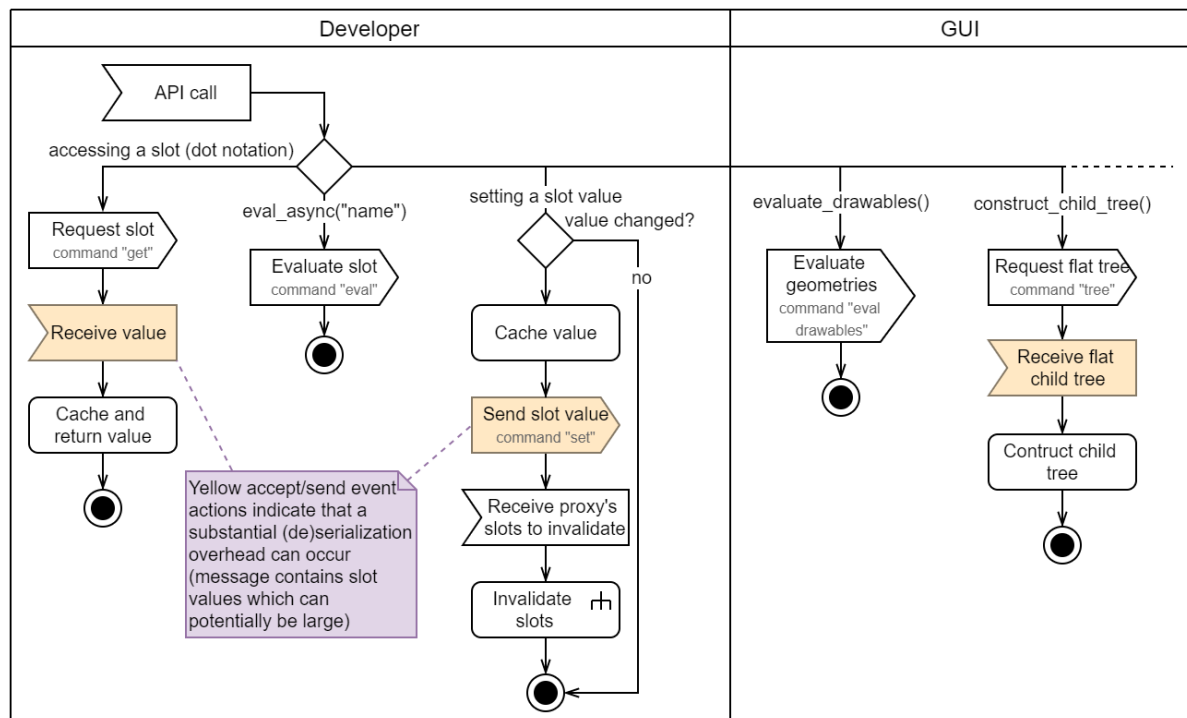 Developer
GUI
API call
accessing a slot (dot notation)
Request slot
command "get"
Receive value
Cache and
return value
eval_async("name")
Evaluate slot
command "eval"
setting a slot value
value changed?
no
Cache value
Send slot value
command "set"
Receive proxy's
slots to invalidate
Invalidate
slots
Yellow accept/send event
actions indicate that a
substantial (de)serialization
overhead can occur
(message contains slot
values which can
potentially be large)
evaluate_drawables()
Evaluate
geometries
command "eval
drawables"
construct_child_tree()
Request flat tree
command "tree"
Receive flat
child tree
Contruct child
tree